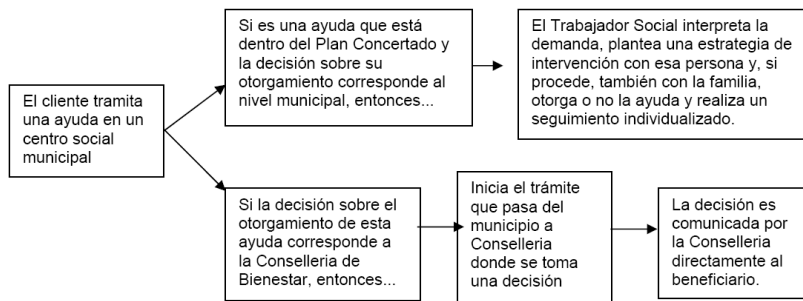 El cliente tramita
una ayuda en un
centro social
municipal
Si es una ayuda que está
dentro del Plan Concertado y
la decisión sobre su
otorgamiento corresponde al
nivel municipal, entonces...
El Trabajador Social interpreta la
demanda, plantea una estrategia de
intervención con esa persona y, si
procede, también con la familia,
otorga o no la ayuda y realiza un
seguimiento individualizado.
Si la decisión sobre el
otorgamiento de esta
ayuda corresponde a
la Conselleria de
Bienestar, entonces...
Inicia el trámite
que pasa del
municipio a
Conselleria
donde se toma
una decisión
La decisión es
comunicada por
la Conselleria
directamente al
beneficiario.